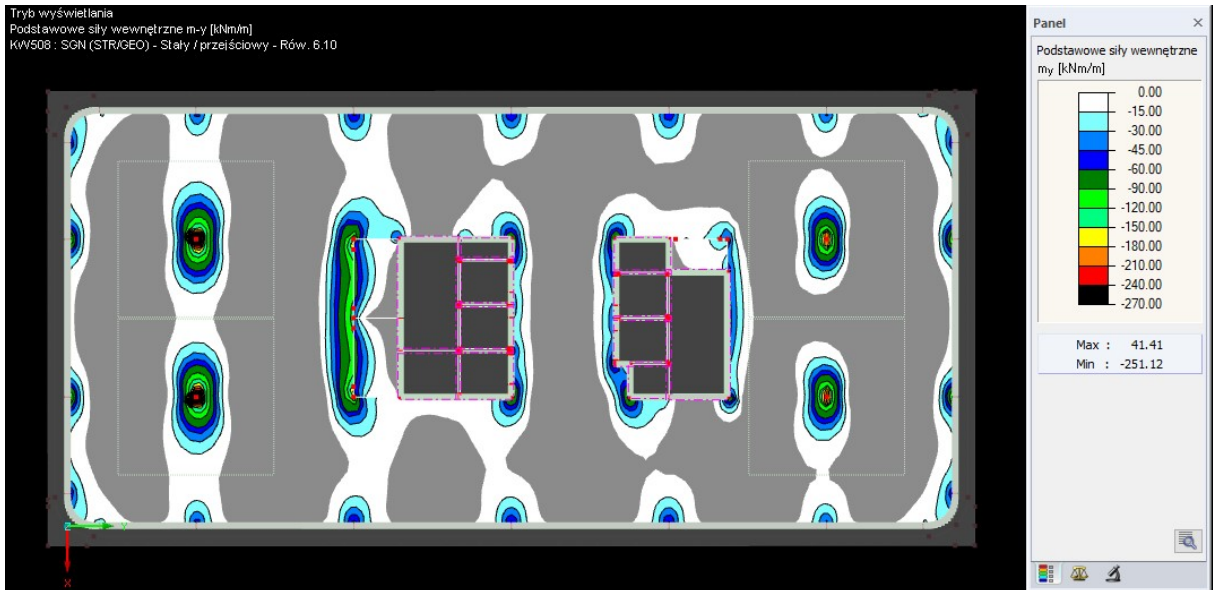 Tryb wyświetlania
Podstawowe siły wewnętrzne m-y [kNm/m]
KW508 : SGN (STR/GEO) - Stały / przejściowy - Rów. 6.10
Panel
Podstawowe siły wewnętrzne
my [kNm/m]
0.00
-15.00
-30.00
-45.00
-60.00
-90.00
-120.00
-150.00
-180.00
-210.00
-240.00
-270.00
Max : 41.41
Min : -251.12
Y
X